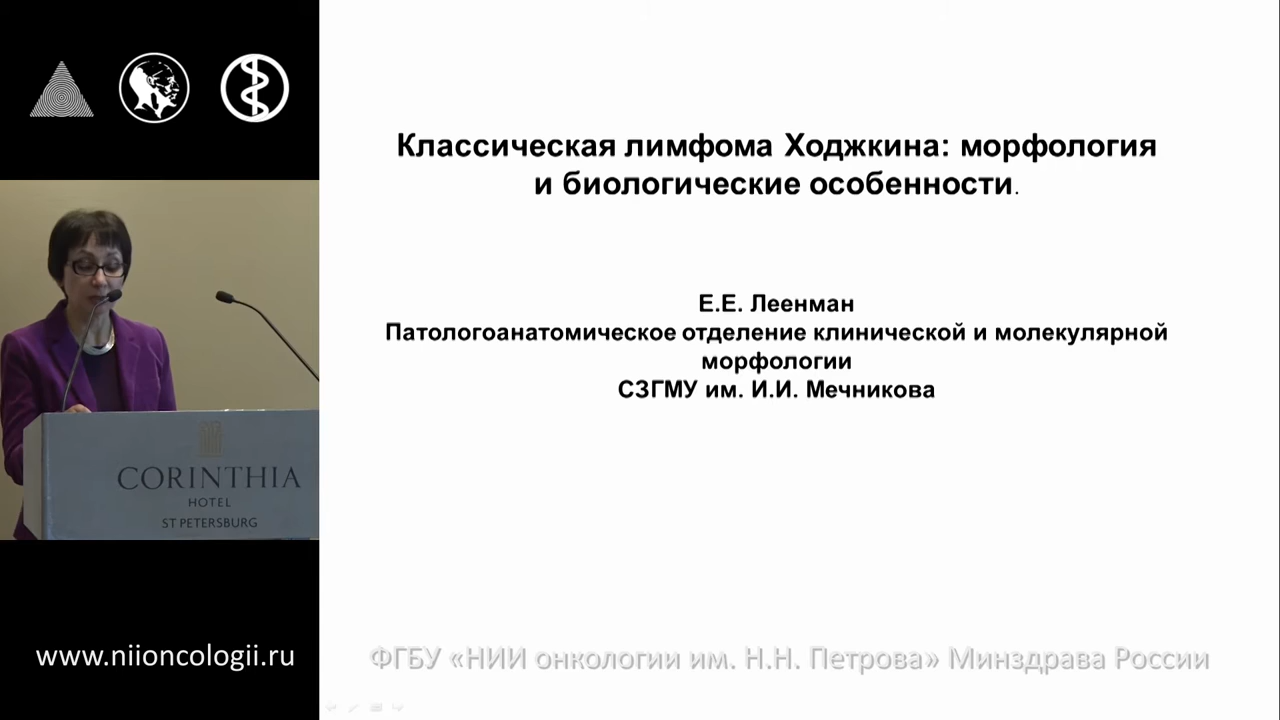 Классическая лимфома Ходжкина: морфология
и биологические особенности.
Е.Е. Леенман
Патологоанатомическое отделение клинической и молекулярной
морфологии
СЗГМУ им. И.И. Мечникова
CORINTHIA
HOTEL
ST PETERSBURG
www.niioncologii.ru
ФГБУ «НИИ онкологии им. Н.Н. Петрова» Минздрава России